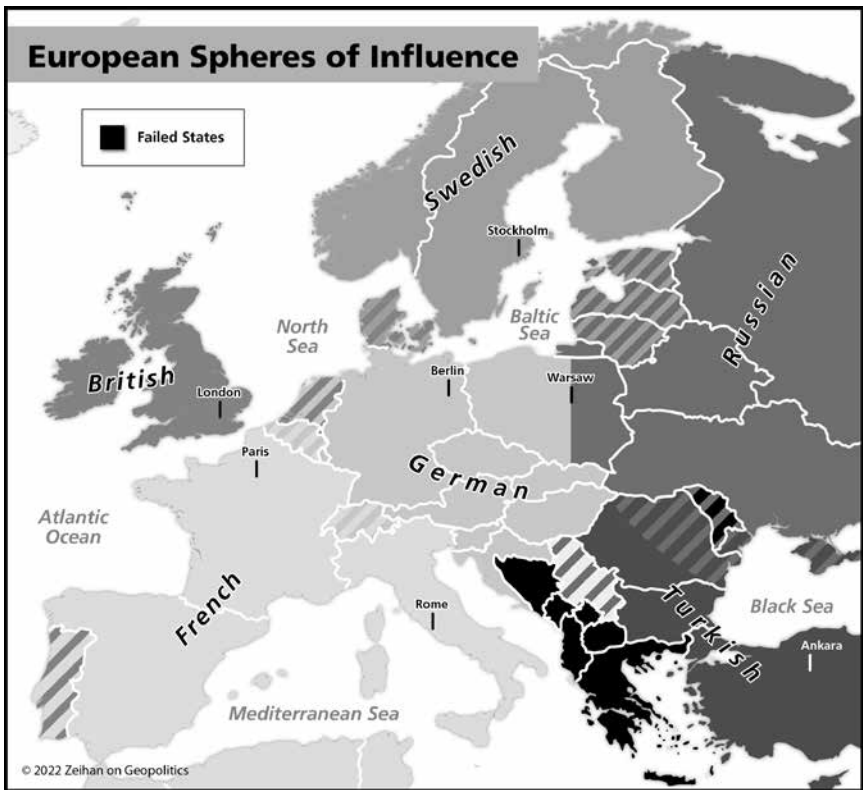 European Spheres of Influence
Failed States
Swedish
Stockholm
Russian
North
Sea
Baltic
Sea
British
London
Berlin
Warsaw
Paris
German
Atlantic
Ocean
French
Rome
Turkish
Black Sea
Ankara
Mediterranean Sea
© 2022 Zeihan on Geopolitics